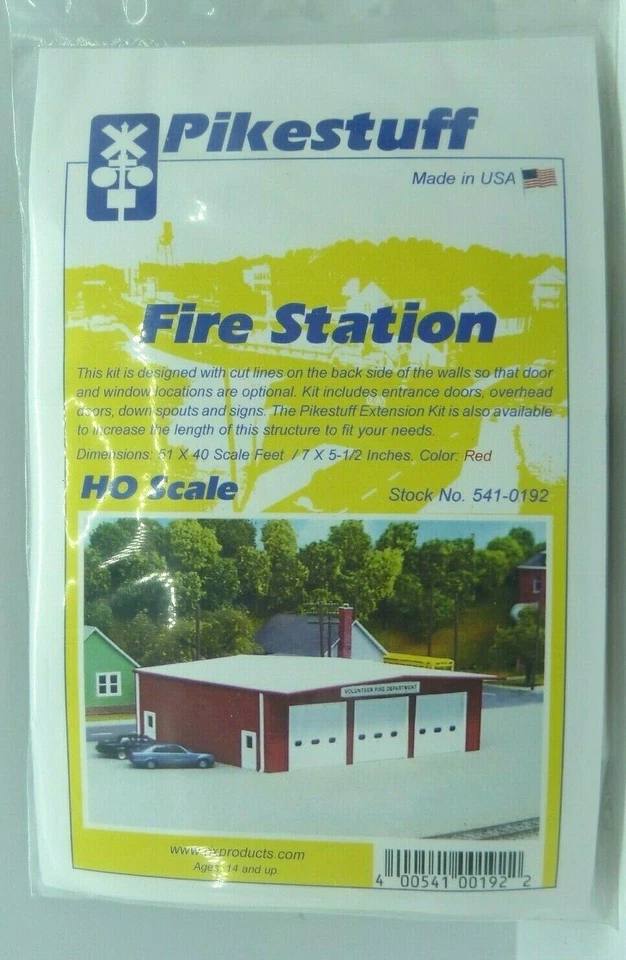 Pikestuff
Made in USA
Fire Station
This kit is designed with cut lines on the back side of the walls so that door
and window locations are optional. Kit includes entrance doors, overhead
doors, down spouts and signs. The Pikestuff Extension Kit is also available
to increase the length of this structure to fit your needs.
Dimensions: 51 X 40 Scale Feet / 7 X 5-1/2 Inches. Color: Red
HO Scale
Stock No. 541-0192
VOLUNTEER FIRE DEPARTMENT
www.rixproducts.com
Ages 14 and up
4 00541 00192 2